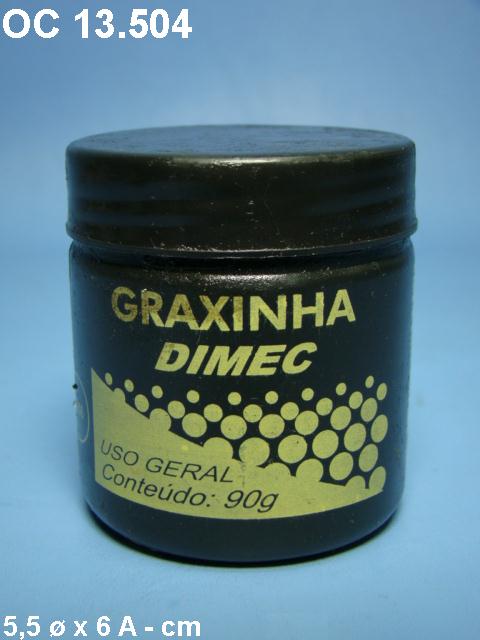 OC 13.504
GRAXINHA
DIMEC
USO GERAL
Conteúdo: 90g
5,5 ø x 6 A - cm